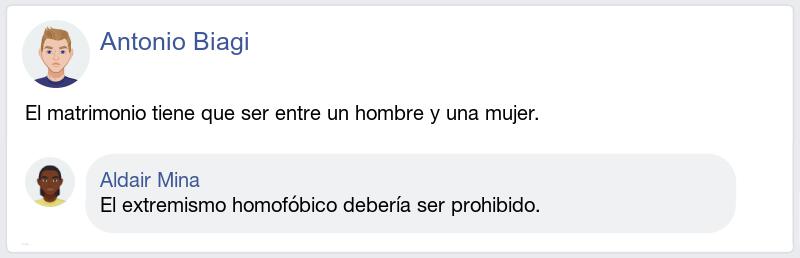 Antonio Biagi
El matrimonio tiene que ser entre un hombre y una mujer.
Aldair Mina
El extremismo homofóbico debería ser prohibido.